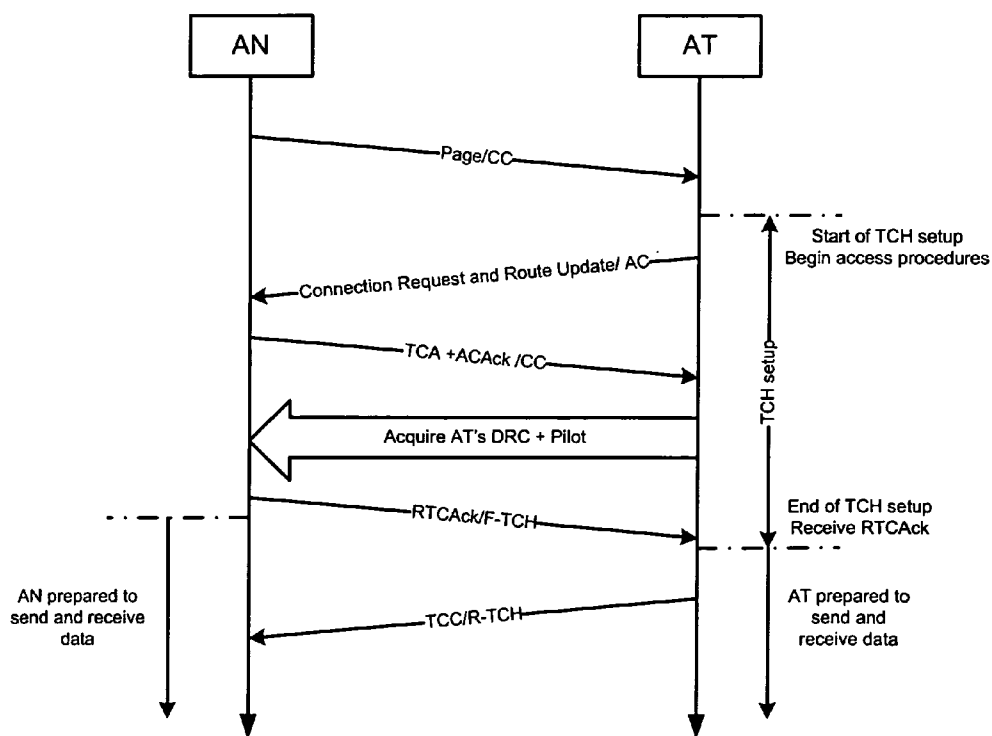 AN
AT
Page/CC
Start of TCH setup
Begin access procedures
Connection Request and Route Update/ AC
TCA +ACAck /CC
TCH setup
Acquire AT's DRC + Pilot
RTCAck/F-TCH
End of TCH setup
Receive RTCAck
AN prepared to
send and receive
data
AT prepared to
send and
receive data
TCC/R-TCH